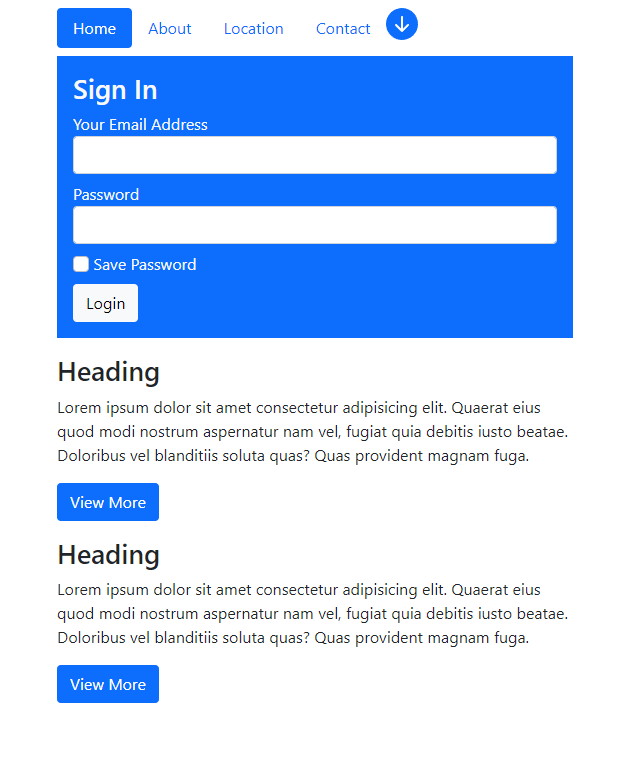 Home About Location Contact
Sign In
Your Email Address
Password
Save Password
Login
Heading
Lorem ipsum dolor sit amet consectetur adipisicing elit. Quaerat eius
quod modi nostrum aspernatur nam vel, fugiat quia debitis iusto beatae.
Doloribus vel blanditiis soluta quas? Quas provident magnam fuga.
View More
Heading
Lorem ipsum dolor sit amet consectetur adipisicing elit. Quaerat eius
quod modi nostrum aspernatur nam vel, fugiat quia debitis iusto beatae.
Doloribus vel blanditiis soluta quas? Quas provident magnam fuga.
View More